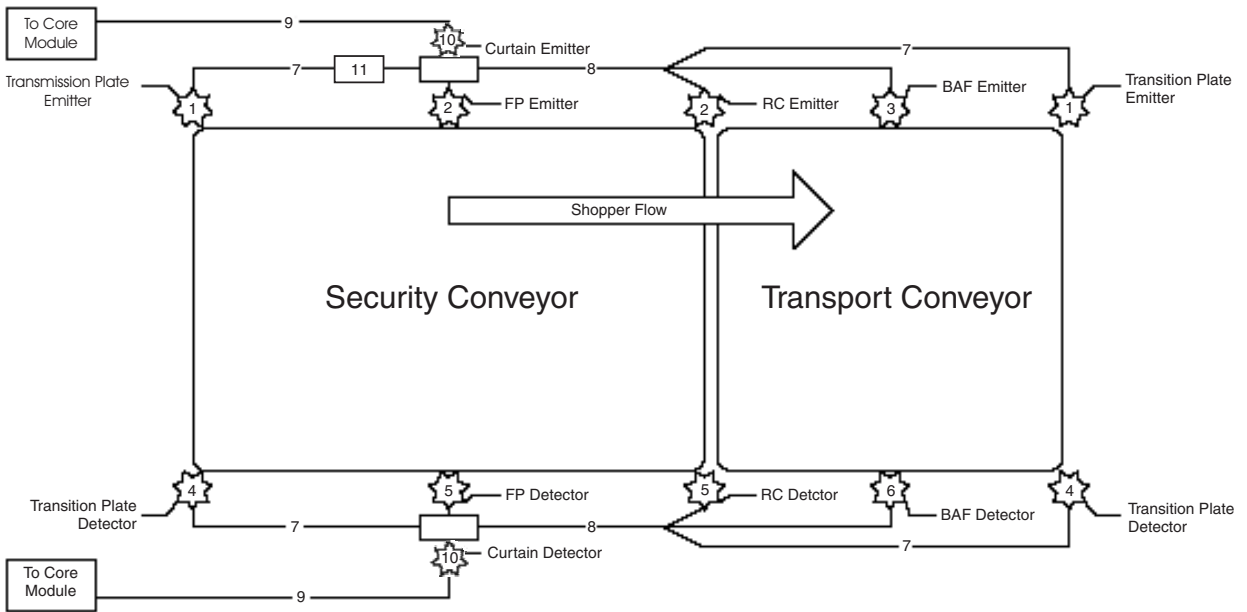 To Core
Module
9
10
Curtain Emitter
7
11
8
7
Transmission Plate
Emitter
1
2
FP Emitter
2
RC Emitter
3
BAF Emitter
1
Transition Plate
Emitter
Shopper Flow
Security Conveyor
Transport Conveyor
4
Transition Plate
Detector
5
FP Detector
5
RC Detctor
6
BAF Detector
4
Transition Plate
Detector
7
8
7
10
Curtain Detector
To Core
Module
9